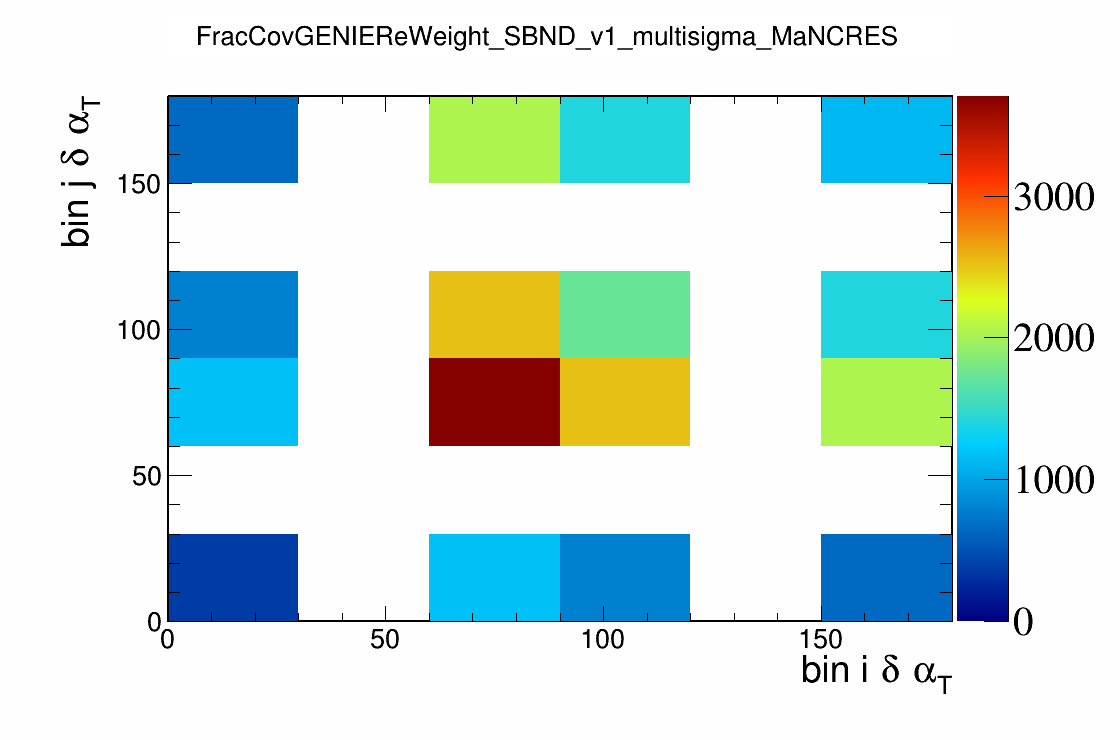 FracCovGENIEReWeight_SBND_v1_multisigma_MaNCRES
bin j δ α_T
150
100
50
0
0 50 100 150
bin i δ α_T
3000
2000
1000
0